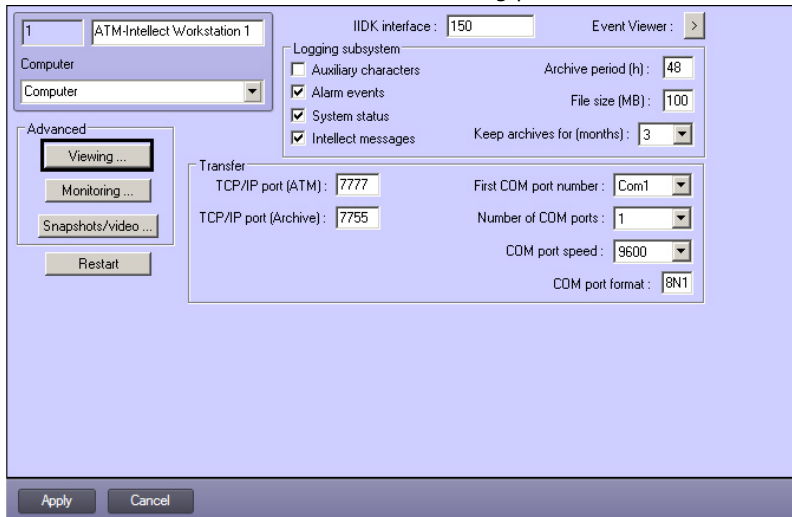 1 ATM-Intellect Workstation 1
Computer
Computer
Advanced
Viewing ...
Monitoring ...
Snapshots/video ...
Restart
IIDK interface : 150
Event Viewer : >
Logging subsystem
Auxiliary characters
Alarm events
System status
Intellect messages
Archive period (h) : 48
File size (MB) : 100
Keep archives for (months) : 3
Transfer
TCP/IP port (ATM) : 7777
TCP/IP port (Archive) : 7755
First COM port number : Com1
Number of COM ports : 1
COM port speed : 9600
COM port format : 8N1
Apply Cancel